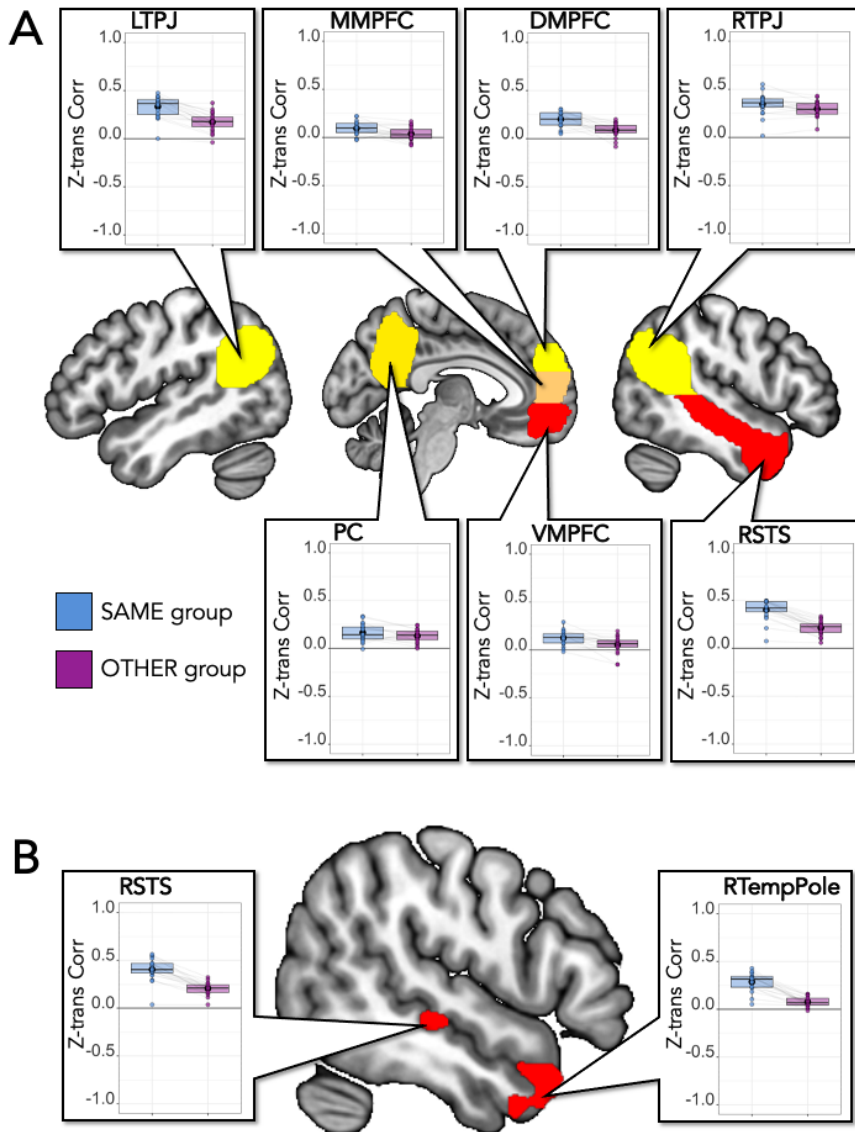 A
LTPJ
MMPFC
DMPFC
RTPJ
Z-trans Corr
1.0
0.5
0.0
-0.5
-1.0
Z-trans Corr
1.0
0.5
0.0
-0.5
-1.0
Z-trans Corr
1.0
0.5
0.0
-0.5
-1.0
Z-trans Corr
1.0
0.5
0.0
-0.5
-1.0
PC
VMPFC
RSTS
Z-trans Corr
1.0
0.5
0.0
-0.5
-1.0
Z-trans Corr
1.0
0.5
0.0
-0.5
-1.0
Z-trans Corr
1.0
0.5
0.0
-0.5
-1.0
SAME group
OTHER group
B
RSTS
RTempPole
Z-trans Corr
1.0
0.5
0.0
-0.5
-1.0
Z-trans Corr
1.0
0.5
0.0
-0.5
-1.0